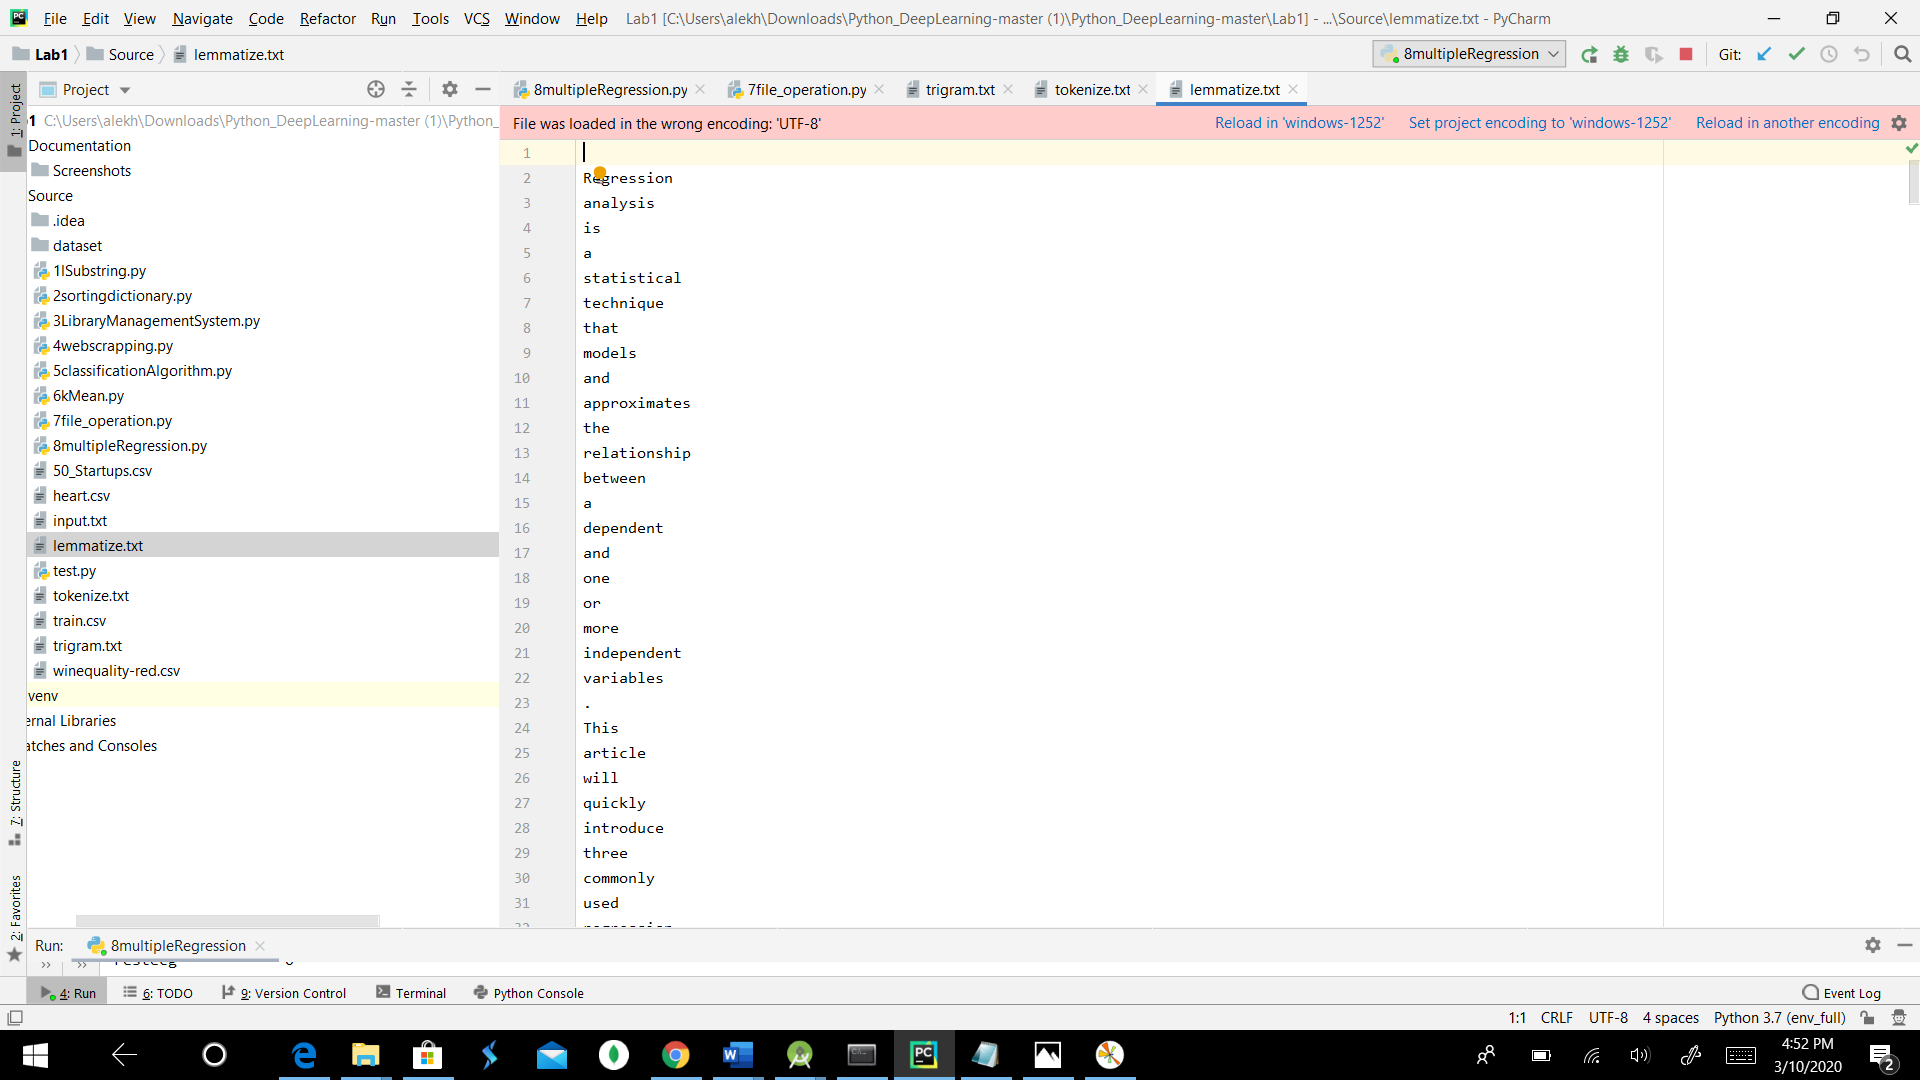 File Edit View Navigate Code Refactor Run Tools VCS Window Help Lab1 [C:\Users\alekh\Downloads\Python_DeepLearning-master (1)\Python_DeepLearning-master\Lab1] - ...\Source\lemmatize.txt - PyCharm
Lab1 Source lemmatize.txt 8multipleRegression Git:
1: Project
Project
8multipleRegression.py 7file_operation.py trigram.txt tokenize.txt lemmatize.txt
C:\Users\alekh\Downloads\Python_DeepLearning-master (1)\Python_
File was loaded in the wrong encoding: 'UTF-8' Reload in 'windows-1252' Set project encoding to 'windows-1252' Reload in another encoding
Documentation
Screenshots
Source
.idea
dataset
1lSubstring.py
2sortingdictionary.py
3LibraryManagementSystem.py
4webscrapping.py
5classificationAlgorithm.py
6kMean.py
7file_operation.py
8multipleRegression.py
50_Startups.csv
heart.csv
input.txt
lemmatize.txt
test.py
tokenize.txt
train.csv
trigram.txt
winequality-red.csv
venv
ernal Libraries
atches and Consoles
7: Structure
2: Favorites
1
2 Regression
3 analysis
4 is
5 a
6 statistical
7 technique
8 that
9 models
10 and
11 approximates
12 the
13 relationship
14 between
15 a
16 dependent
17 and
18 one
19 or
20 more
21 independent
22 variables
23 .
24 This
25 article
26 will
27 quickly
28 introduce
29 three
30 commonly
31 used
Run: 8multipleRegression
4: Run 6: TODO 9: Version Control Terminal Python Console Event Log
1:1 CRLF UTF-8 4 spaces Python 3.7 (env_full)
4:52 PM
3/10/2020
2